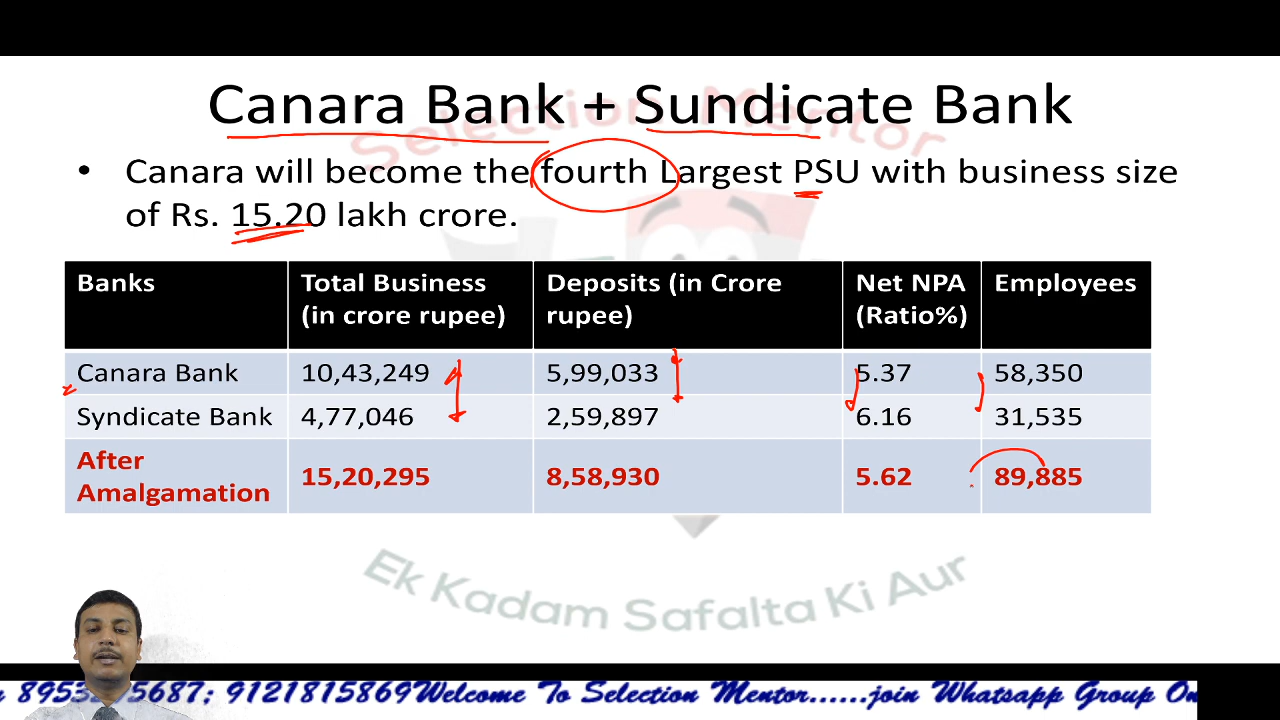 Canara Bank + Sundicate Bank
Selection Mentor
• Canara will become the fourth Largest PSU with business size
of Rs. 15.20 lakh crore.
Banks Total Business (in crore rupee) Deposits (in Crore rupee) Net NPA (Ratio%) Employees
Canara Bank 10,43,249 5,99,033 5.37 58,350
Syndicate Bank 4,77,046 2,59,897 6.16 31,535
After Amalgamation 15,20,295 8,58,930 5.62 89,885
Ek Kadam Safalta Ki Aur
5687; 9121815869Welcome To Selection Mentor......join Whatsapp Group On